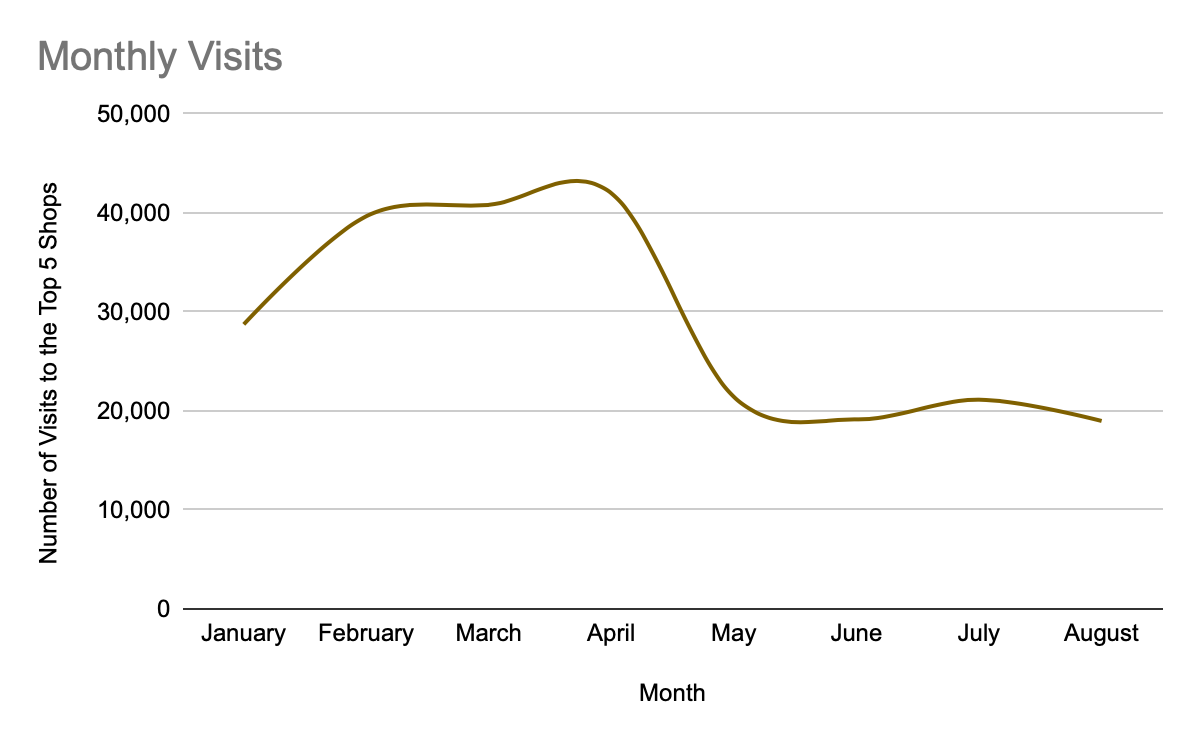 Monthly Visits
Number of Visits to the Top 5 Shops
50,000
40,000
30,000
20,000
10,000
0
January February March April May June July August
Month